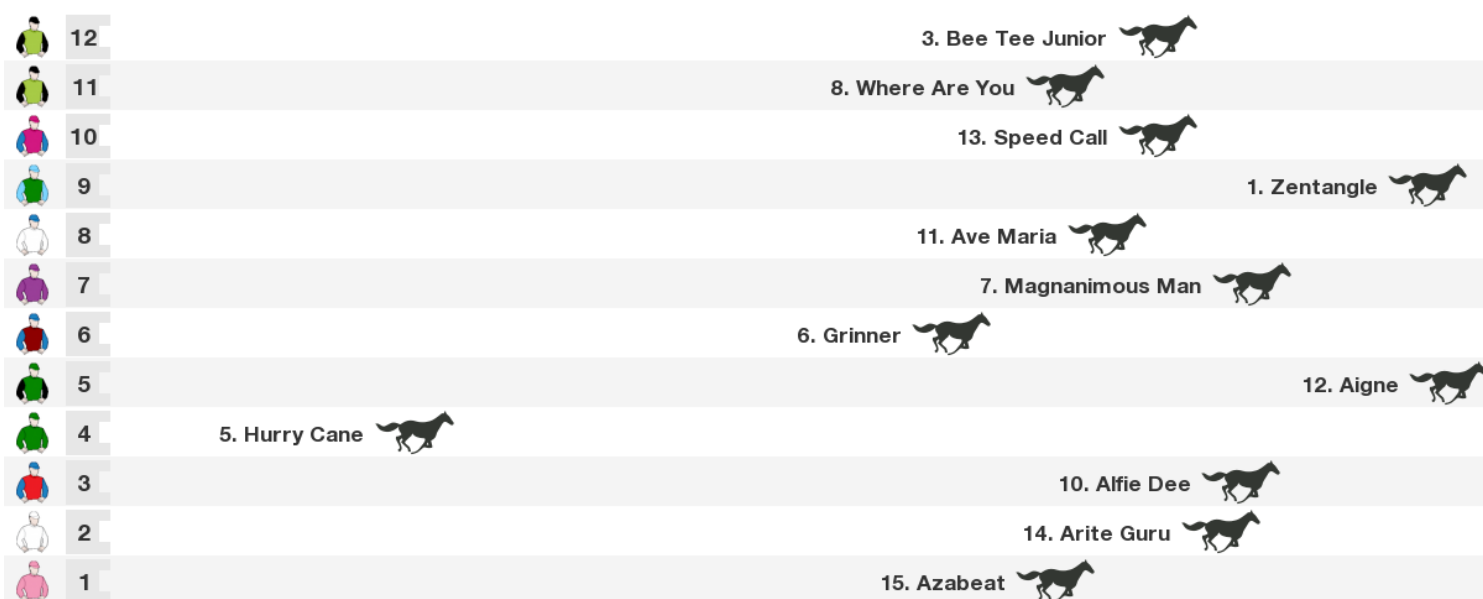 12 3. Bee Tee Junior
11 8. Where Are You
10 13. Speed Call
9 1. Zentangle
8 11. Ave Maria
7 7. Magnanimous Man
6 6. Grinner
5 12. Aigne
4 5. Hurry Cane
3 10. Alfie Dee
2 14. Arite Guru
1 15. Azabeat